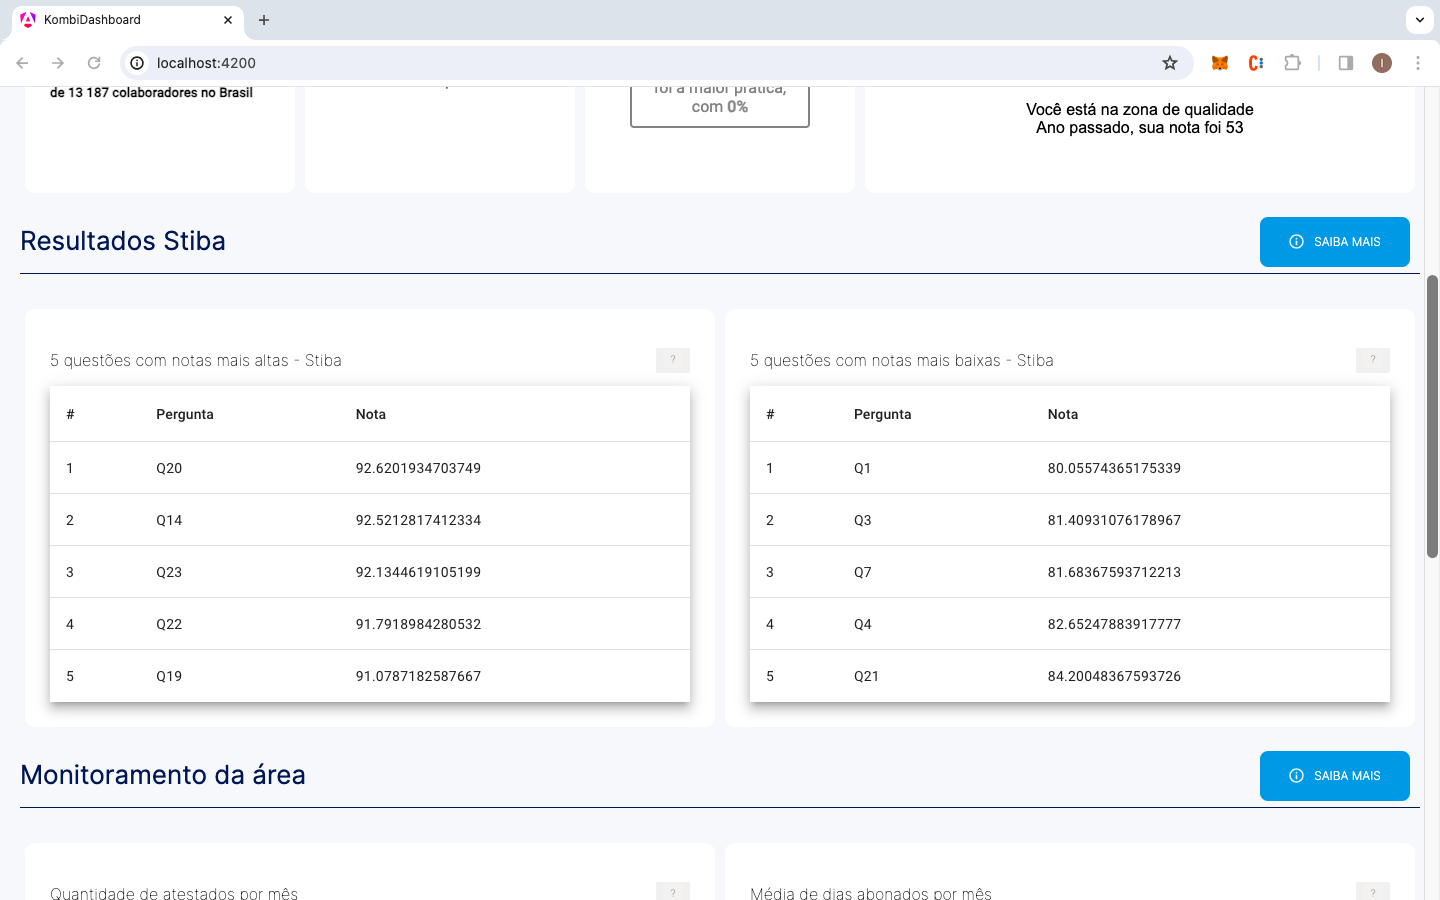 KombiDashboard
localhost:4200
I
de 13 187 colaboradores no Brasil
foi a maior prática,
com 0%
Você está na zona de qualidade
Ano passado, sua nota foi 53
Resultados Stiba
SAIBA MAIS
5 questões com notas mais altas - Stiba
?
# Pergunta Nota
1 Q20 92.6201934703749
2 Q14 92.5212817412334
3 Q23 92.1344619105199
4 Q22 91.7918984280532
5 Q19 91.0787182587667
5 questões com notas mais baixas - Stiba
?
# Pergunta Nota
1 Q1 80.05574365175339
2 Q3 81.40931076178967
3 Q7 81.68367593712213
4 Q4 82.65247883917777
5 Q21 84.20048367593726
Monitoramento da área
SAIBA MAIS
Quantidade de atestados por mês
?
Média de dias abonados por mês
?